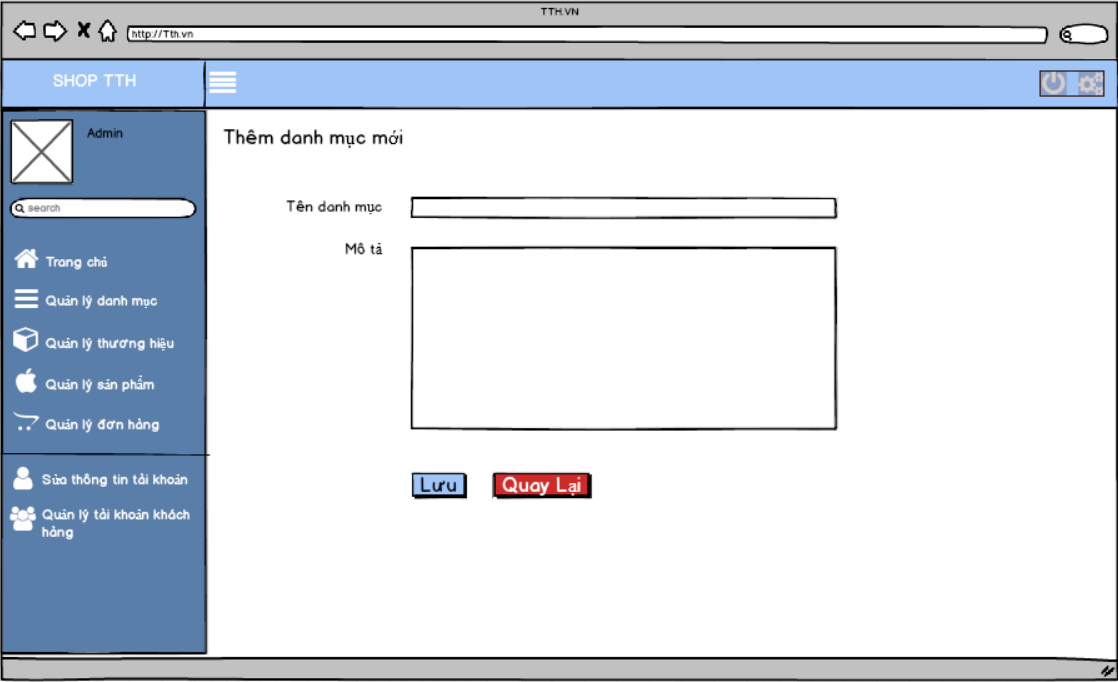 TTH.VN
http://Tth.vn
SHOP TTH
Admin
search
Trang chủ
Quản lý danh mục
Quản lý thương hiệu
Quản lý sản phẩm
Quản lý đơn hàng
Sửa thông tin tài khoản
Quản lý tài khoản khách
hàng
Thêm danh mục mới
Tên danh mục
Mô tả
Lưu
Quay Lại